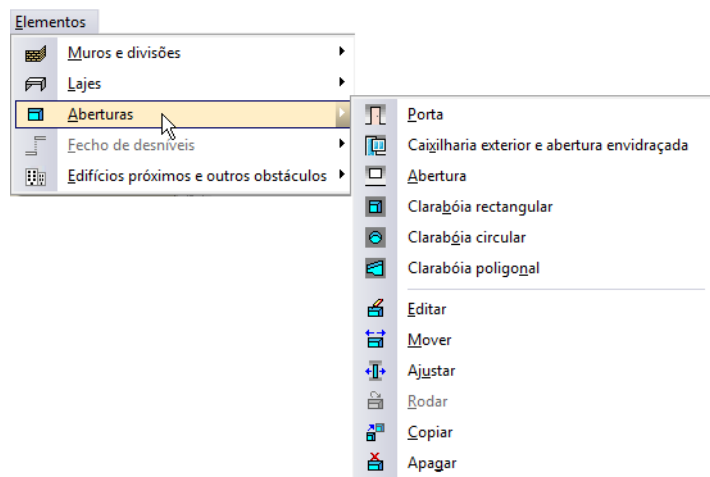 Elementos
Muros e divisões
Lajes
Aberturas
Fecho de desníveis
Edifícios próximos e outros obstáculos
Porta
Caixilharia exterior e abertura envidraçada
Abertura
Clarabóia rectangular
Clarabóia circular
Clarabóia poligonal
Editar
Mover
Ajustar
Rodar
Copiar
Apagar